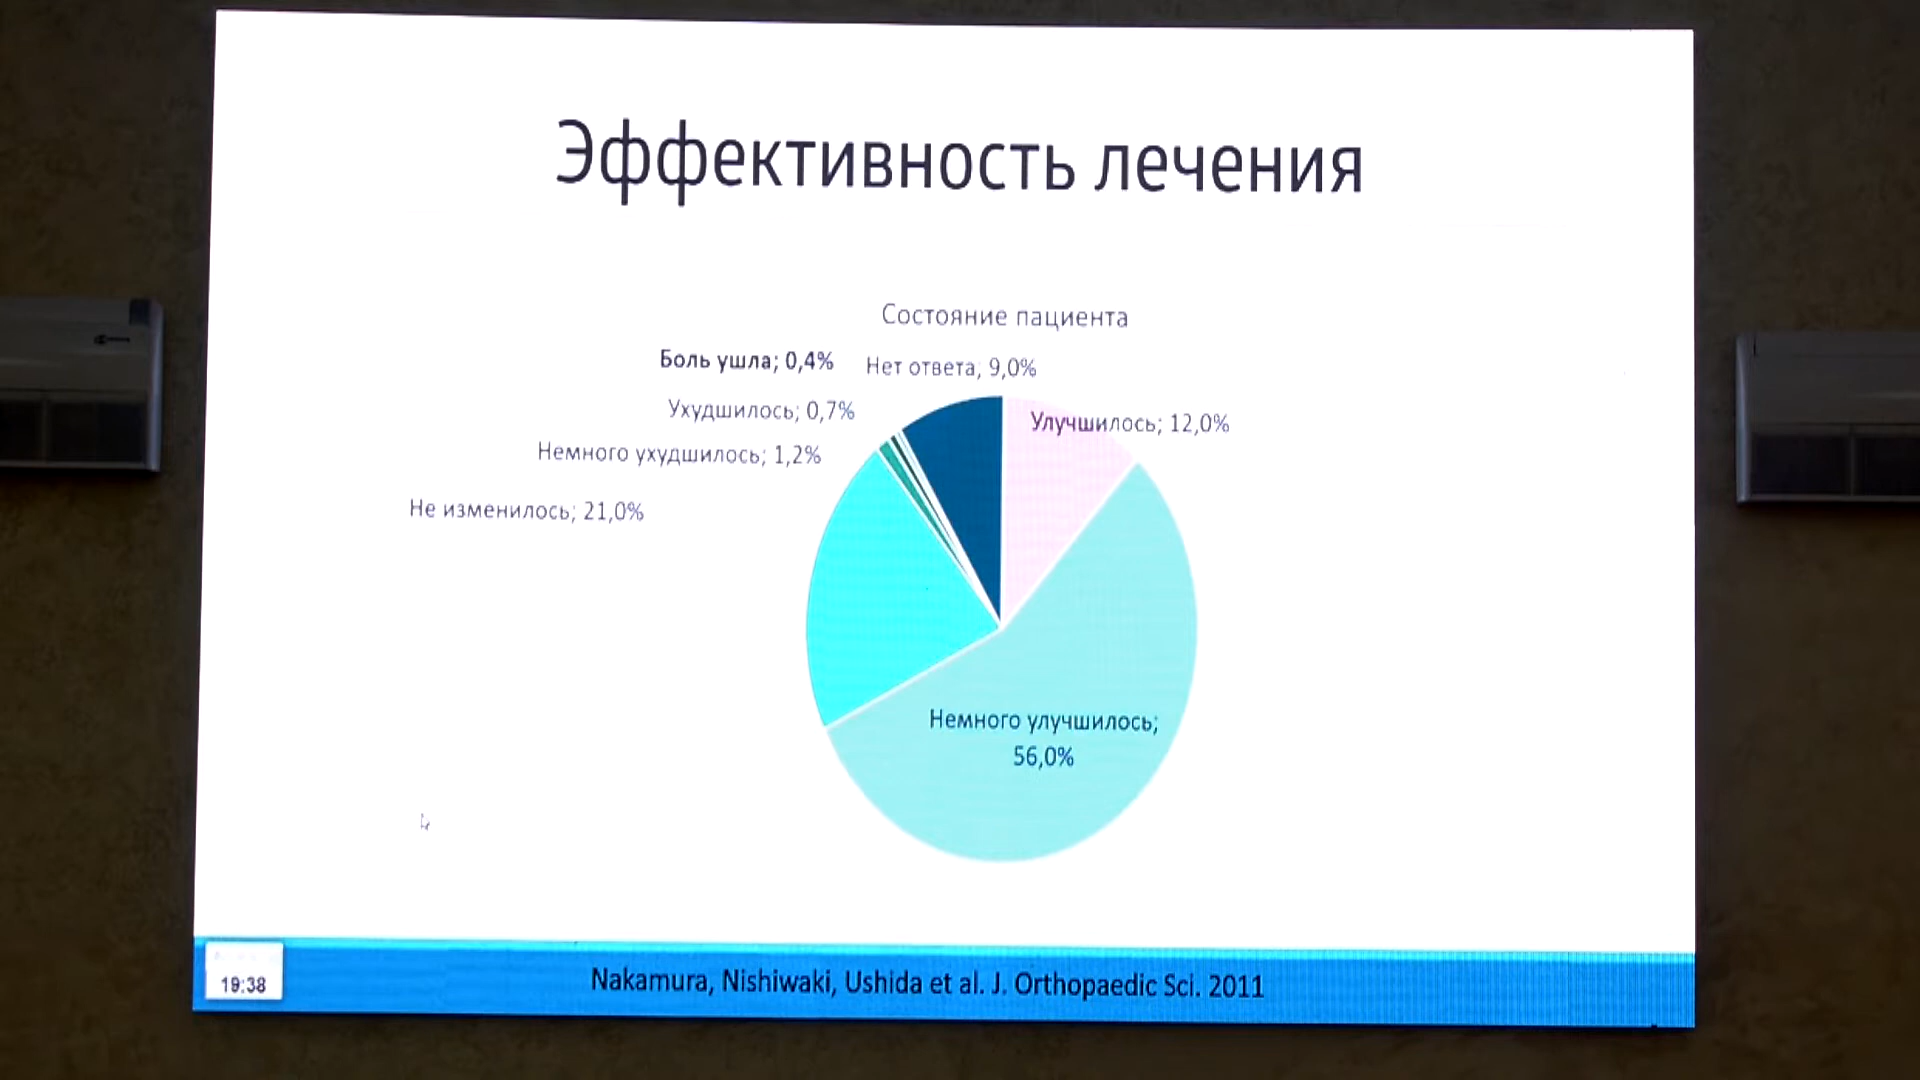 Эффективность лечения
Состояние пациента
Боль ушла; 0,4%
Нет ответа; 9,0%
Ухудшилось; 0,7%
Улучшилось; 12,0%
Немного ухудшилось; 1,2%
Не изменилось; 21,0%
Немного улучшилось;
56,0%
19:38
Nakamura, Nishiwaki, Ushida et al. J. Orthopaedic Sci. 2011